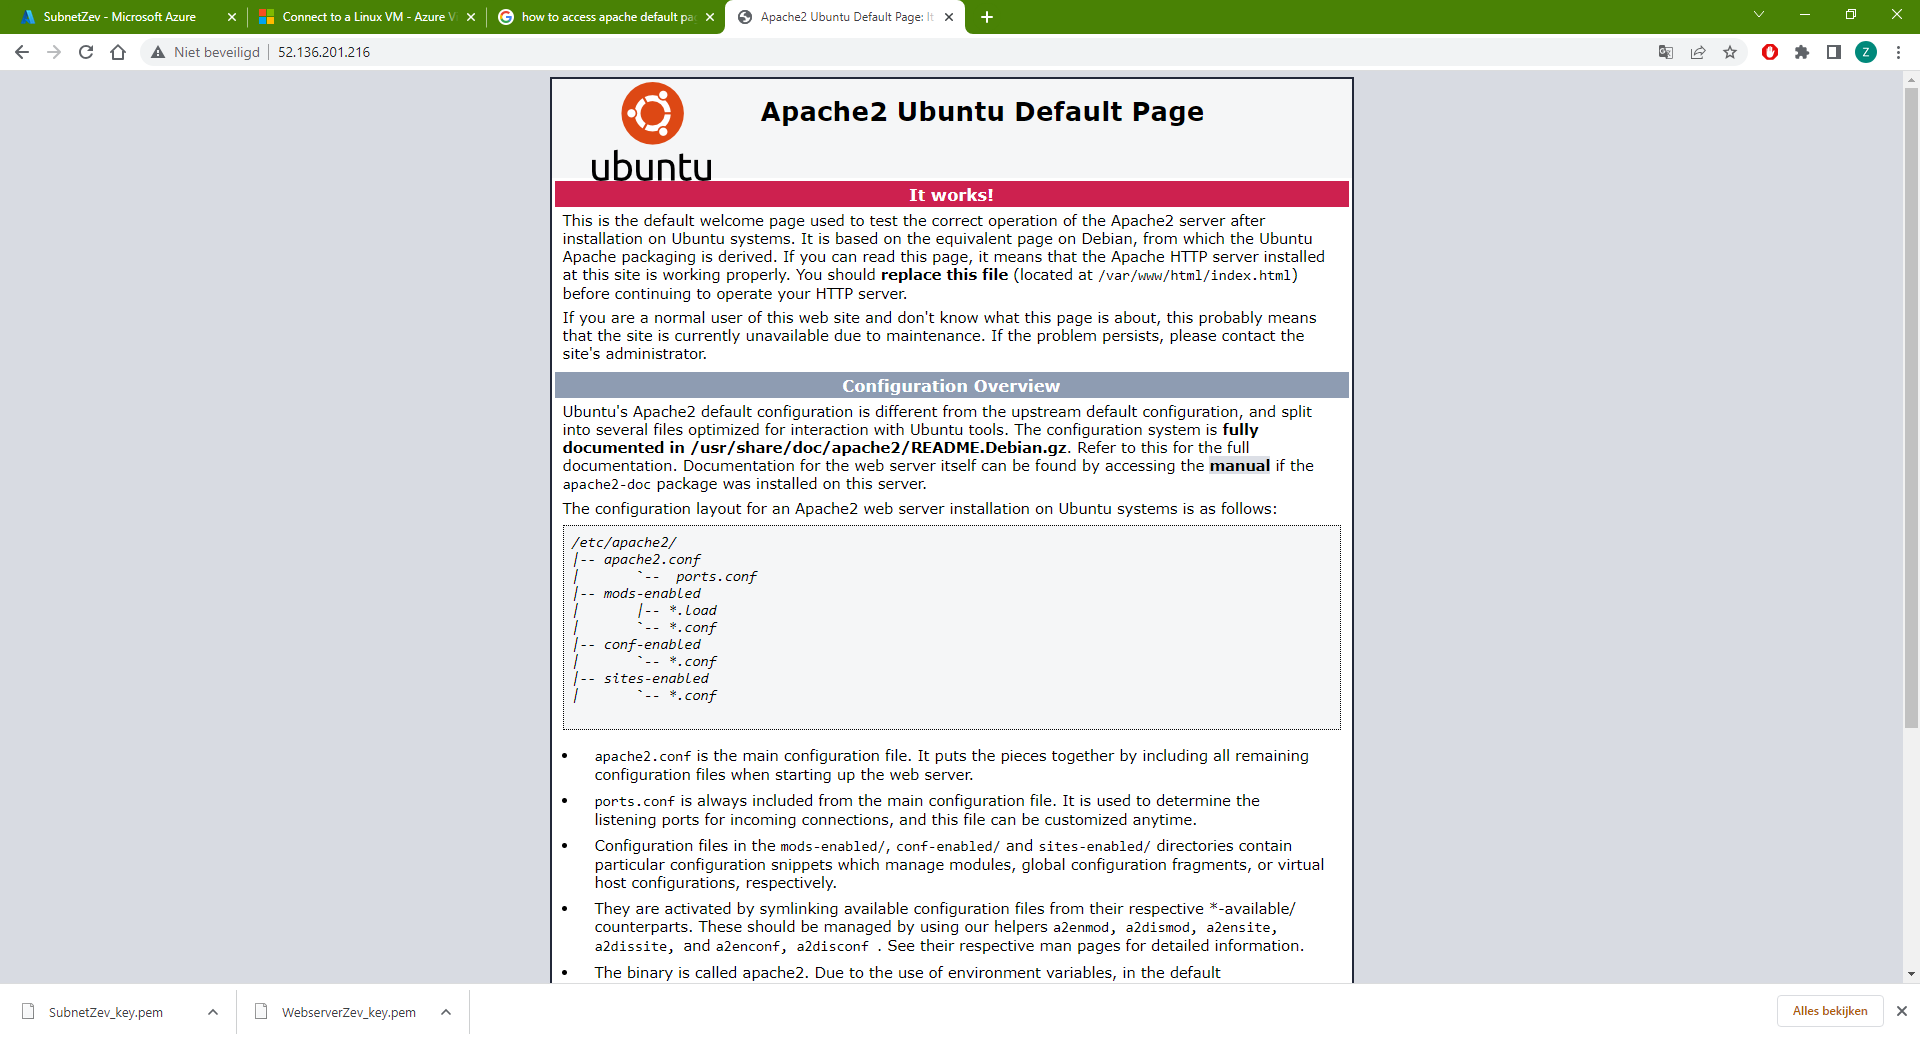 SubnetZev - Microsoft Azure
Connect to a Linux VM - Azure V
how to access apache default pa
Apache2 Ubuntu Default Page: It
Niet beveiligd
52.136.201.216
Z
ubuntu
Apache2 Ubuntu Default Page
It works!
This is the default welcome page used to test the correct operation of the Apache2 server after
installation on Ubuntu systems. It is based on the equivalent page on Debian, from which the Ubuntu
Apache packaging is derived. If you can read this page, it means that the Apache HTTP server installed
at this site is working properly. You should replace this file (located at /var/www/html/index.html)
before continuing to operate your HTTP server.
If you are a normal user of this web site and don't know what this page is about, this probably means
that the site is currently unavailable due to maintenance. If the problem persists, please contact the
site's administrator.
Configuration Overview
Ubuntu's Apache2 default configuration is different from the upstream default configuration, and split
into several files optimized for interaction with Ubuntu tools. The configuration system is fully
documented in /usr/share/doc/apache2/README.Debian.gz. Refer to this for the full
documentation. Documentation for the web server itself can be found by accessing the manual if the
apache2-doc package was installed on this server.
The configuration layout for an Apache2 web server installation on Ubuntu systems is as follows:
/etc/apache2/
|-- apache2.conf
|       `--  ports.conf
|-- mods-enabled
|       |-- *.load
|       `-- *.conf
|-- conf-enabled
|       `-- *.conf
|-- sites-enabled
|       `-- *.conf
• apache2.conf is the main configuration file. It puts the pieces together by including all remaining
configuration files when starting up the web server.
• ports.conf is always included from the main configuration file. It is used to determine the
listening ports for incoming connections, and this file can be customized anytime.
• Configuration files in the mods-enabled/, conf-enabled/ and sites-enabled/ directories contain
particular configuration snippets which manage modules, global configuration fragments, or virtual
host configurations, respectively.
• They are activated by symlinking available configuration files from their respective *-available/
counterparts. These should be managed by using our helpers a2enmod, a2dismod, a2ensite,
a2dissite, and a2enconf, a2disconf . See their respective man pages for detailed information.
• The binary is called apache2. Due to the use of environment variables, in the default
SubnetZev_key.pem
WebserverZev_key.pem
Alles bekijken